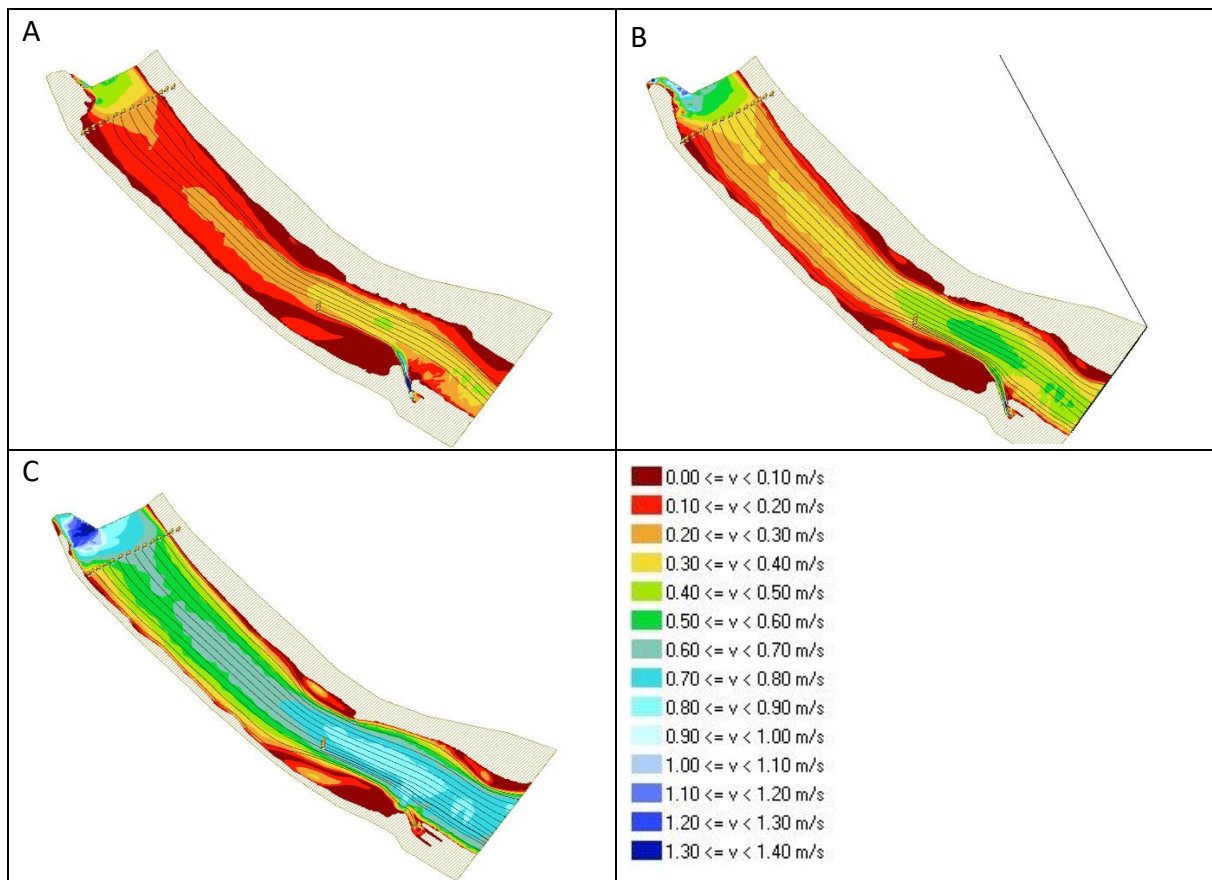 A
B
C
0.00 <= v < 0.10 m/s
0.10 <= v < 0.20 m/s
0.20 <= v < 0.30 m/s
0.30 <= v < 0.40 m/s
0.40 <= v < 0.50 m/s
0.50 <= v < 0.60 m/s
0.60 <= v < 0.70 m/s
0.70 <= v < 0.80 m/s
0.80 <= v < 0.90 m/s
0.90 <= v < 1.00 m/s
1.00 <= v < 1.10 m/s
1.10 <= v < 1.20 m/s
1.20 <= v < 1.30 m/s
1.30 <= v < 1.40 m/s